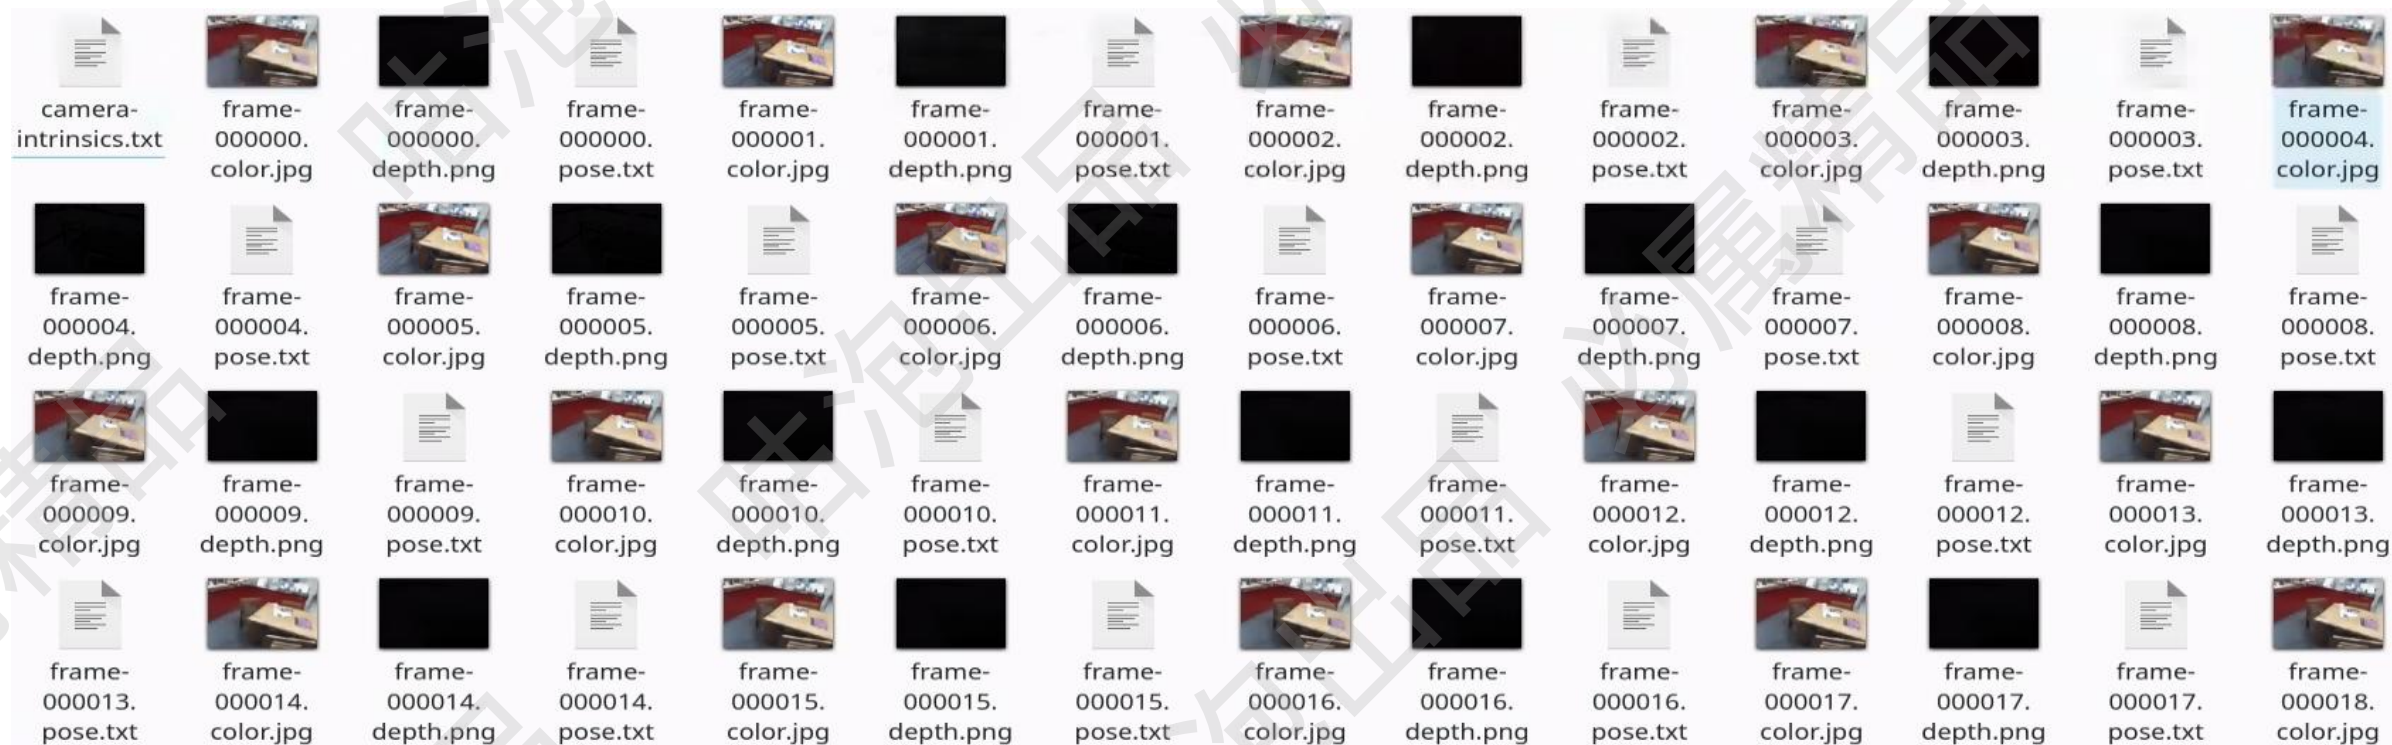 camera-
intrinsics.txt
frame-
000000.
color.jpg
frame-
000000.
depth.png
frame-
000000.
pose.txt
frame-
000001.
color.jpg
frame-
000001.
depth.png
frame-
000001.
pose.txt
frame-
000002.
color.jpg
frame-
000002.
depth.png
frame-
000002.
pose.txt
frame-
000003.
color.jpg
frame-
000003.
depth.png
frame-
000003.
pose.txt
frame-
000004.
color.jpg
frame-
000004.
depth.png
frame-
000004.
pose.txt
frame-
000005.
color.jpg
frame-
000005.
depth.png
frame-
000005.
pose.txt
frame-
000006.
color.jpg
frame-
000006.
depth.png
frame-
000006.
pose.txt
frame-
000007.
color.jpg
frame-
000007.
depth.png
frame-
000007.
pose.txt
frame-
000008.
color.jpg
frame-
000008.
depth.png
frame-
000008.
pose.txt
frame-
000009.
color.jpg
frame-
000009.
depth.png
frame-
000009.
pose.txt
frame-
000010.
color.jpg
frame-
000010.
depth.png
frame-
000010.
pose.txt
frame-
000011.
color.jpg
frame-
000011.
depth.png
frame-
000011.
pose.txt
frame-
000012.
color.jpg
frame-
000012.
depth.png
frame-
000012.
pose.txt
frame-
000013.
color.jpg
frame-
000013.
depth.png
frame-
000013.
pose.txt
frame-
000014.
color.jpg
frame-
000014.
depth.png
frame-
000014.
pose.txt
frame-
000015.
color.jpg
frame-
000015.
depth.png
frame-
000015.
pose.txt
frame-
000016.
color.jpg
frame-
000016.
depth.png
frame-
000016.
pose.txt
frame-
000017.
color.jpg
frame-
000017.
depth.png
frame-
000017.
pose.txt
frame-
000018.
color.jpg
咕泡出品 必属精品